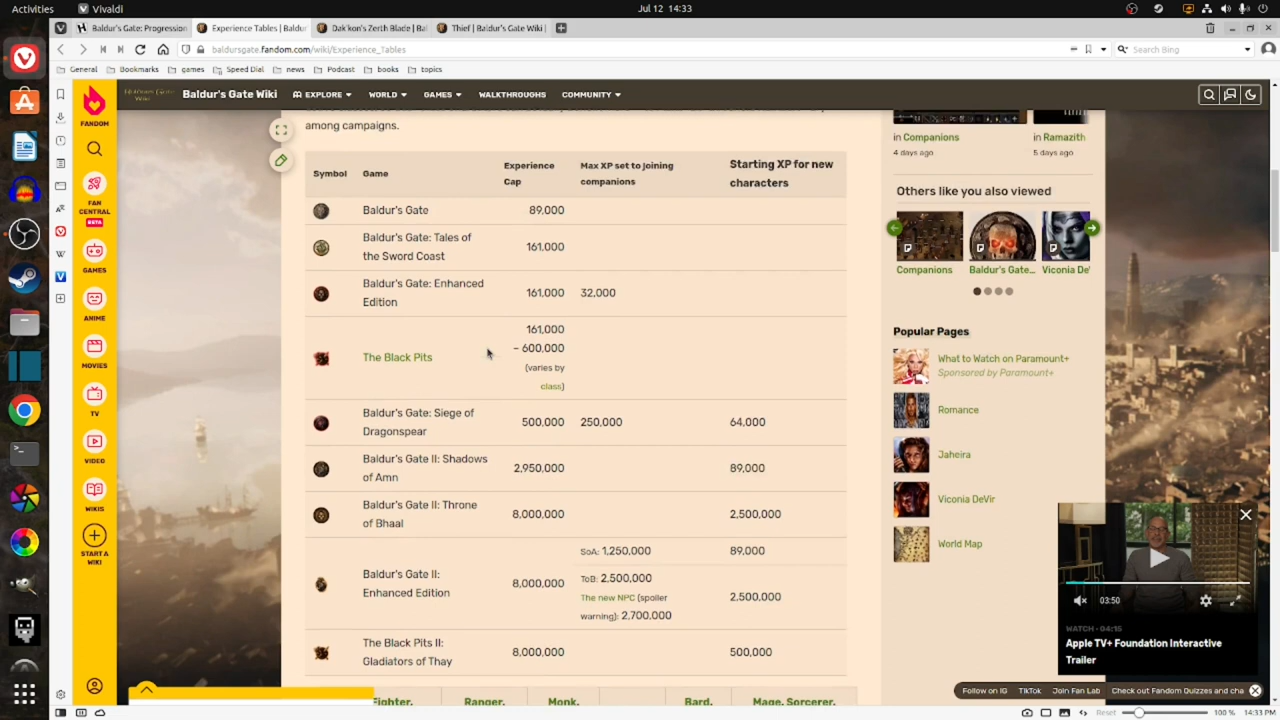 Activities
Vivaldi
Jul 12 14:33
Baldur's Gate: Progression
Experience Tables | Baldur
Dak'kon's Zerth Blade | Bal
Thief | Baldur's Gate Wiki
baldursgate.fandom.com/wiki/Experience_Tables
Search Bing
General
Bookmarks
games
Speed Dial
news
Podcast
books
topics
FANDOM
Baldur's Gate Wiki
EXPLORE
WORLD
GAMES
WALKTHROUGHS
COMMUNITY
FAN
CENTRAL
BETA
GAMES
ANIME
MOVIES
TV
VIDEO
WIKIS
START A
WIKI
among campaigns.
Symbol
Game
Experience
Cap
Max XP set to joining
companions
Starting XP for new
characters
Baldur's Gate
89,000
Baldur's Gate: Tales of
the Sword Coast
161,000
Baldur's Gate: Enhanced
Edition
161,000
32,000
The Black Pits
161,000
– 600,000
(varies by
class)
Baldur's Gate: Siege of
Dragonspear
500,000
250,000
64,000
Baldur's Gate II: Shadows
of Amn
2,950,000
89,000
Baldur's Gate II: Throne
of Bhaal
8,000,000
2,500,000
Baldur's Gate II:
Enhanced Edition
8,000,000
SoA: 1,250,000
89,000
ToB: 2,500,000
The new NPC (spoiler
warning): 2,700,000
2,500,000
The Black Pits II:
Gladiators of Thay
8,000,000
500,000
Fighter,
Ranger,
Monk,
Bard,
Mage, Sorcerer,
in Companions
4 days ago
in Ramazith
5 days ago
Others like you also viewed
Companions
Baldur's Gate...
Viconia De'
Popular Pages
What to Watch on Paramount+
Sponsored by Paramount+
Romance
Jaheira
Viconia DeVir
World Map
03:50
WATCH • 04:15
Apple TV+ Foundation Interactive
Trailer
Follow on IG
TikTok
Join Fan Lab
Check out Fandom Quizzes and cha
Reset
100 %
14:33 PM